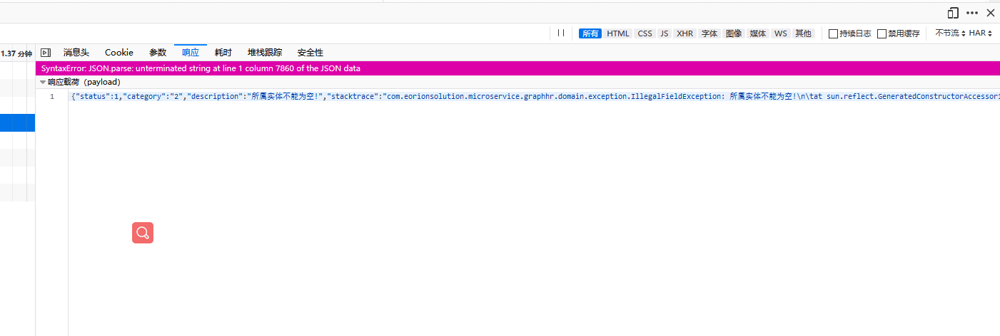 所有 HTML CSS JS XHR 字体 图像 媒体 WS 其他 持续日志 禁用缓存 不节流 HAR
1.37 分钟 消息头 Cookie 参数 响应 耗时 堆栈跟踪 安全性
SyntaxError: JSON.parse: unterminated string at line 1 column 7860 of the JSON data
响应载荷（payload）
1 {"status":1,"category":"2","description":"所属实体不能为空!","stacktrace":"com.eorionsolution.microservice.graphhr.domain.exception.IllegalFieldException: 所属实体不能为空!\n\tat sun.reflect.GeneratedConstructorAccessor1